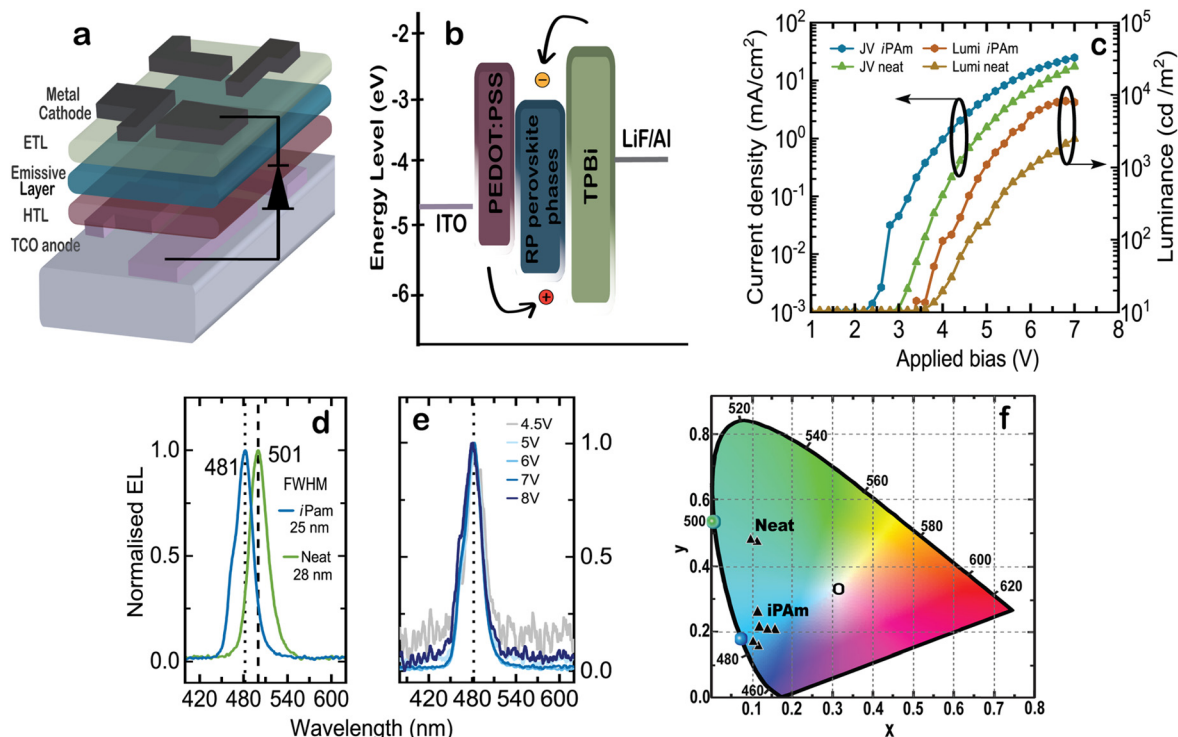 a
Metal
Cathode
ETL
Emissive
Layer
HTL
TCO anode
b
Energy Level (eV)
-2
-3
-4
-5
-6
ITO
PEDOT:PSS
RP perovskite
phases
TPBi
LiF/Al
−
+
c
JV iPAm
JV neat
Lumi iPAm
Lumi neat
Current density (mA/cm²)
10²
10¹
10⁰
10⁻¹
10⁻²
10⁻³
Luminance (cd /m²)
10⁵
10⁴
10³
10²
10¹
1 2 3 4 5 6 7 8
Applied bias (V)
d
Normalised EL
1.0
0.5
0.0
481
501
FWHM
iPam
25 nm
Neat
28 nm
420 480 540 600
e
4.5V
5V
6V
7V
8V
1.0
0.5
0.0
420 480 540 600
Wavelength (nm)
f
y
0.8
0.6
0.4
0.2
0.0
0.1 0.2 0.3 0.4 0.5 0.6 0.7 0.8
x
460
480
500
520
540
560
580
600
620
Neat
iPAm
O